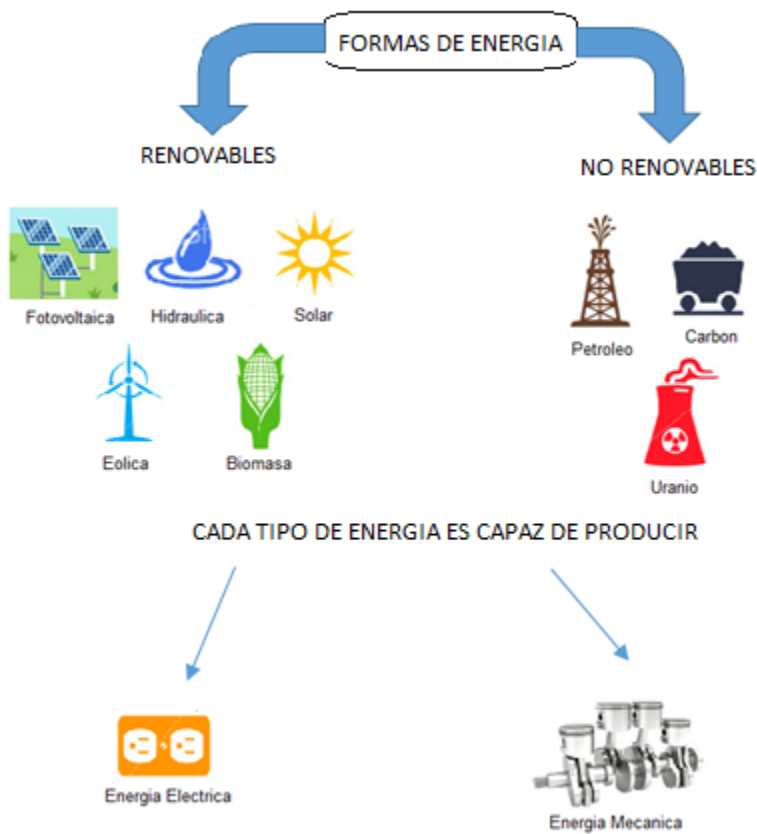 FORMAS DE ENERGIA
RENOVABLES
NO RENOVABLES
Fotovoltaica
Hidraulica
Solar
Petroleo
Carbon
Eolica
Biomasa
Uranio
CADA TIPO DE ENERGIA ES CAPAZ DE PRODUCIR
Energia Electrica
Energia Mecanica